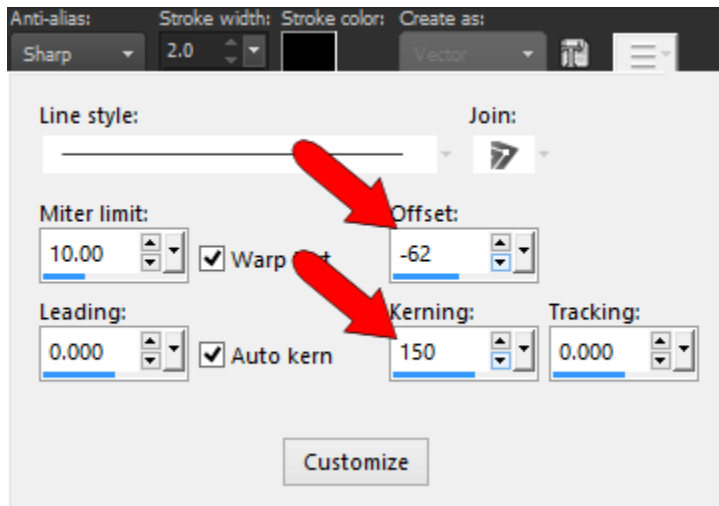 Anti-alias: Stroke width: Stroke color: Create as:
Sharp 2.0 Vector
Line style: Join:
Miter limit: Offset:
10.00 Warp -62
Leading: Kerning: Tracking:
0.000 Auto kern 150 0.000
Customize